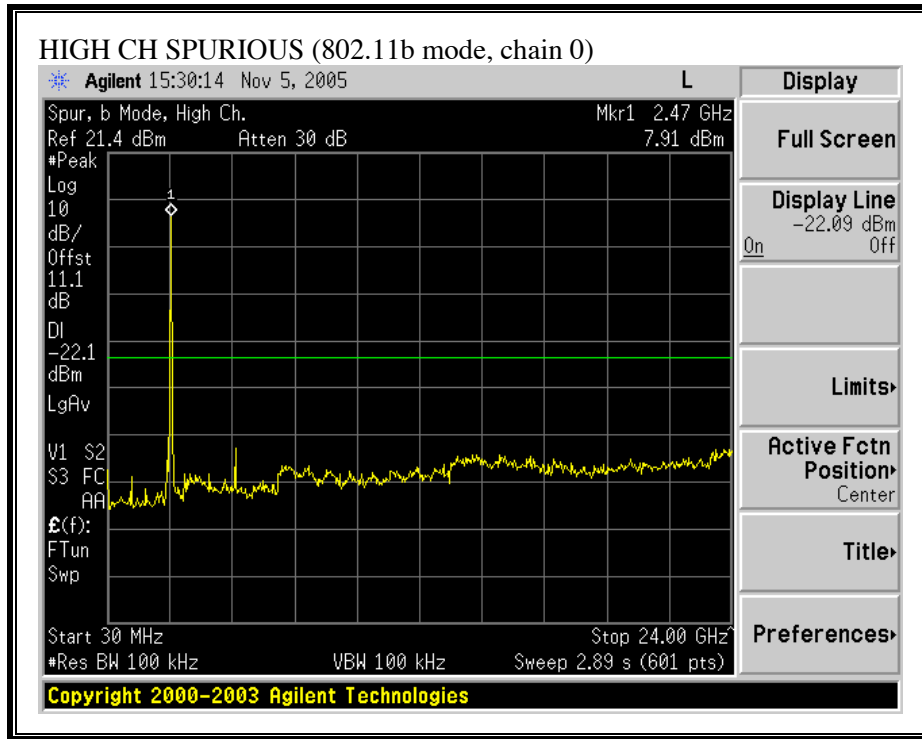 HIGH CH SPURIOUS (802.11b mode, chain 0)
Agilent 15:30:14 Nov 5, 2005 L Display
Spur, b Mode, High Ch. Mkr1 2.47 GHz
Ref 21.4 dBm Atten 30 dB 7.91 dBm
#Peak
Log
10
dB/
Offst
11.1
dB
DI
-22.1
dBm
LgAv
V1 S2
S3 FC
AA
£(f):
FTun
Swp
1
Start 30 MHz Stop 24.00 GHz^
#Res BW 100 kHz VBW 100 kHz Sweep 2.89 s (601 pts)
Full Screen
Display Line
-22.09 dBm
On Off
Limits
Active Fctn
Position
Center
Title
Preferences
Copyright 2000-2003 Agilent Technologies